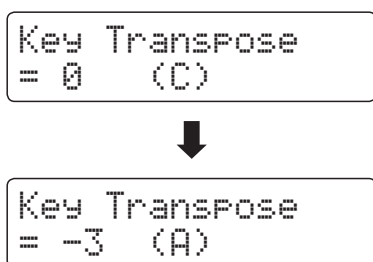 Key Transpose
= 0 (C)
Key Transpose
= -3 (A)